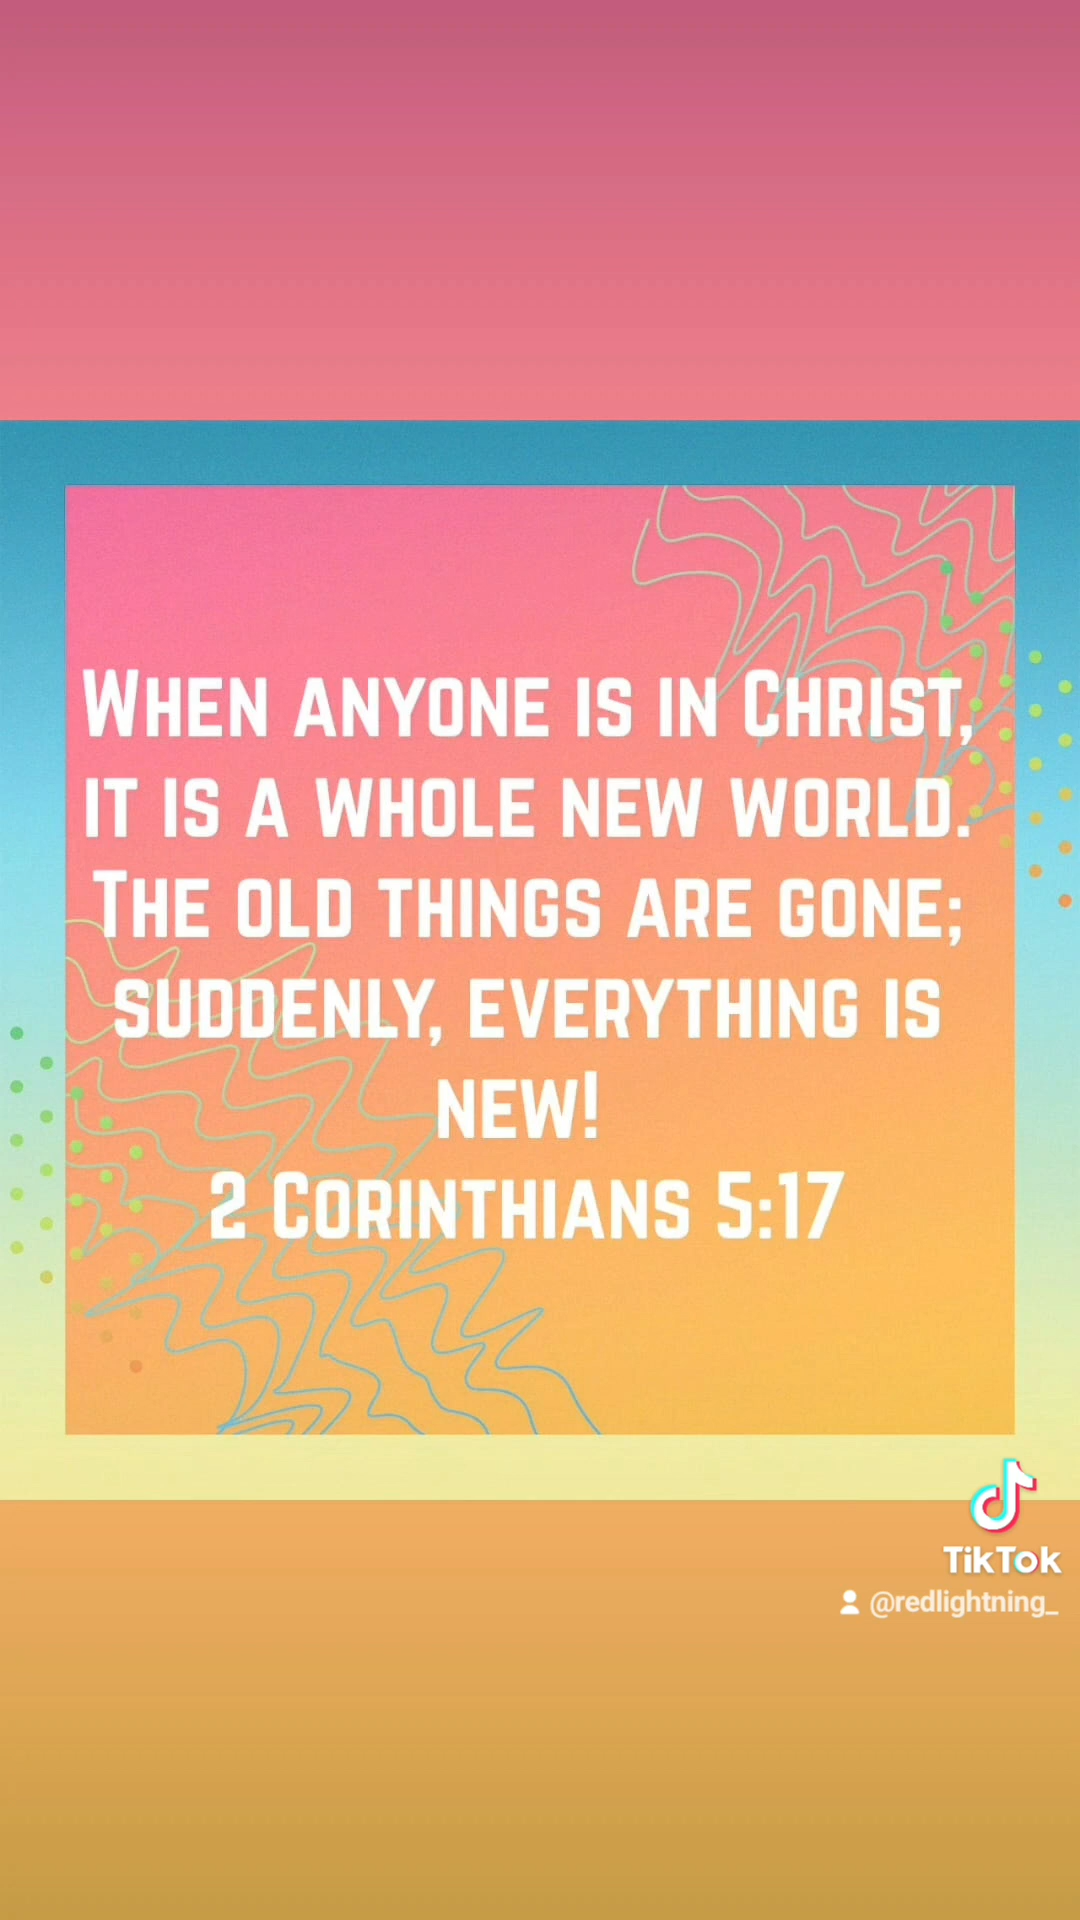 When anyone is in Christ,
it is a whole new world.
The old things are gone;
suddenly, everything is
new!
2 Corinthians 5:17
TikTok
@redlightning_